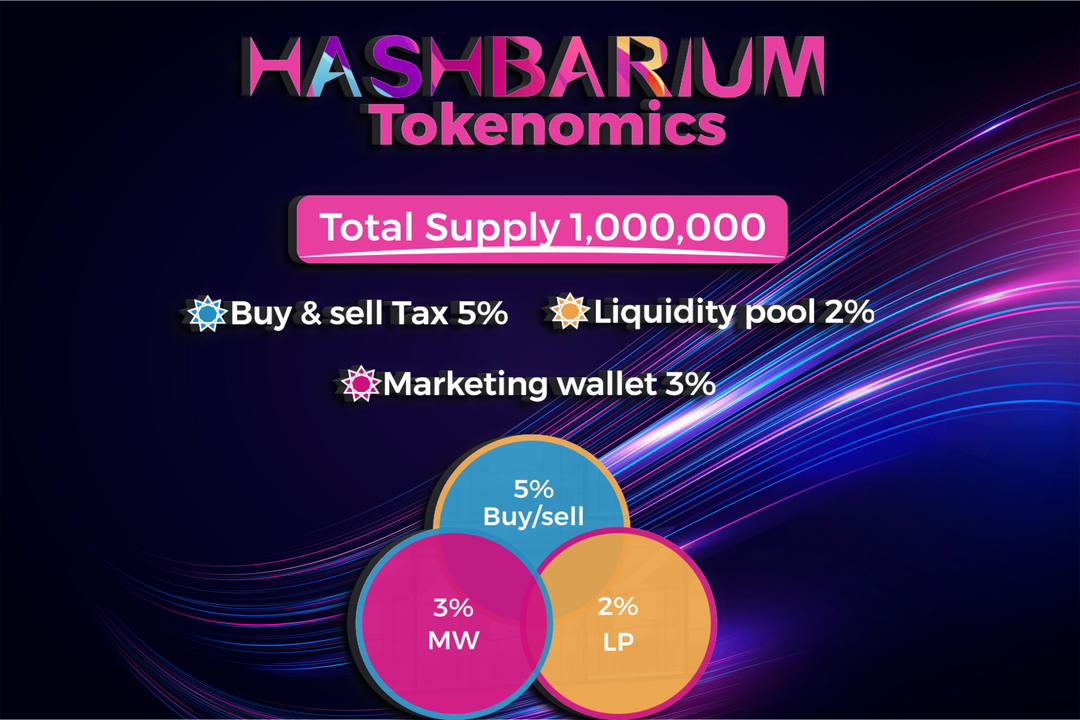 HASHBARIUM
Tokenomics
Total Supply 1,000,000
Buy & sell Tax 5%
Liquidity pool 2%
Marketing wallet 3%
5%
Buy/sell
3%
MW
2%
LP